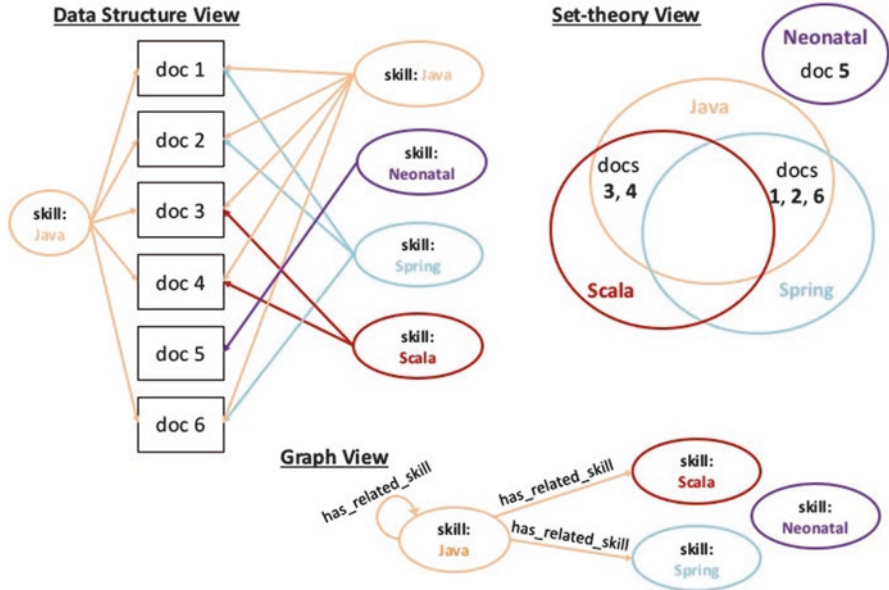 Data Structure View
doc 1
doc 2
doc 3
doc 4
doc 5
doc 6
skill:
Java
skill: Java
skill:
Neonatal
skill:
Spring
skill:
Scala
Set-theory View
Neonatal
doc 5
Java
docs
3, 4
docs
1, 2, 6
Scala
Spring
Graph View
has_related_skill
skill:
Java
has_related_skill
has_related_skill
skill:
Scala
skill:
Neonatal
skill:
Spring